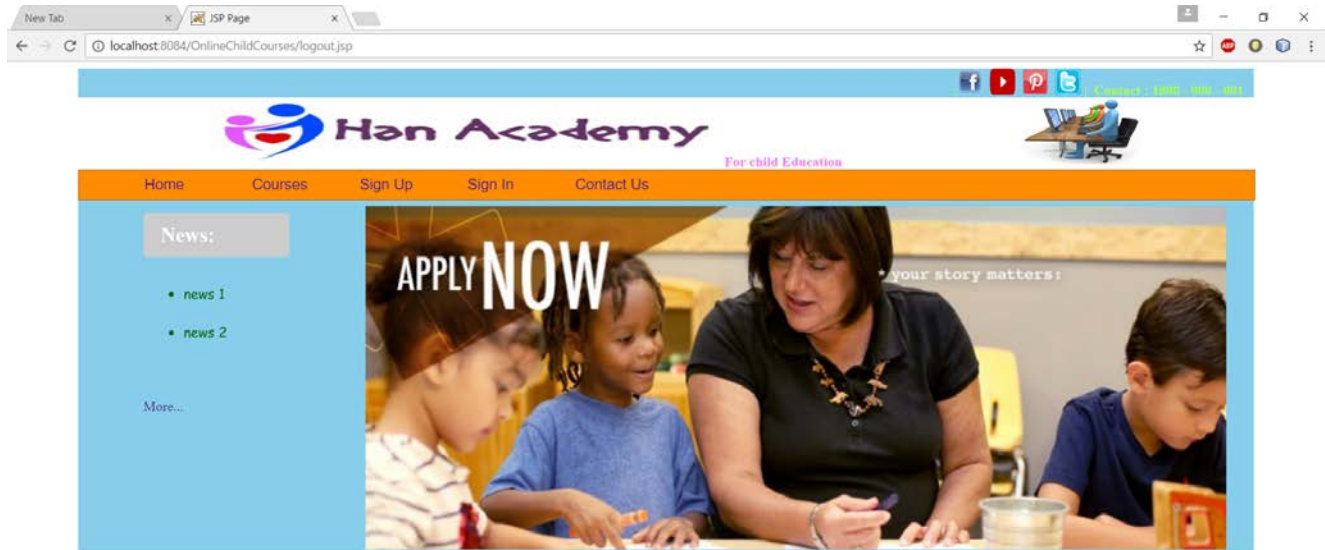 New Tab
JSP Page
localhost:8084/OnlineChildCourses/logout.jsp
ABP
Contact : 1800 - 900 - 001
Han Academy
For child Education
Home Courses Sign Up Sign In Contact Us
News:
APPLY NOW
* your story matters:
• news 1
• news 2
More...